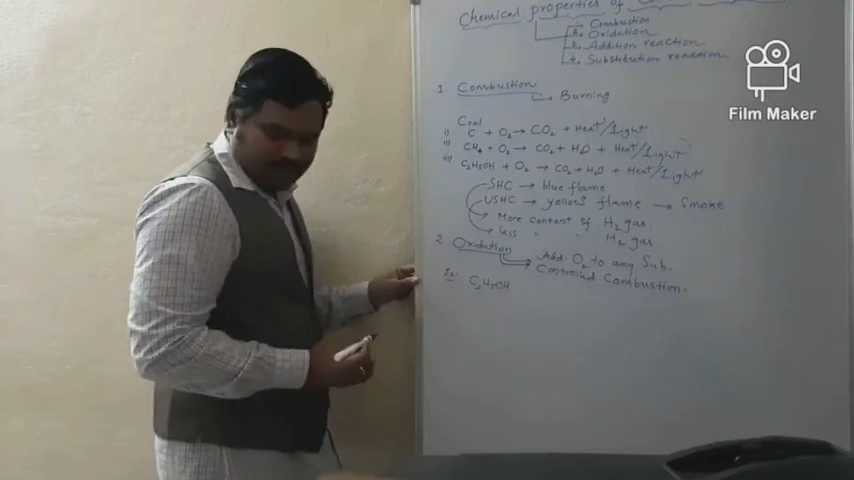 Chemical properties of
Combustion
Oxidation
Addition reaction
Substitution reaction
1 Combustion
Burning
Coal
i) C + O₂ → CO₂ + Heat/Light
ii) CH₄ + O₂ → CO₂ + H₂O + Heat/Light
iii) C₂H₅OH + O₂ → CO₂ + H₂O + Heat/Light
SHC → blue flame
USHC → yellow flame → Smoke
More content of H₂ gas.
less " " H₂ gas.
2 Oxidation
Add. O₂ to any Sub.
Controlled Combustion.
Ex: C₂H₅OH
Film Maker